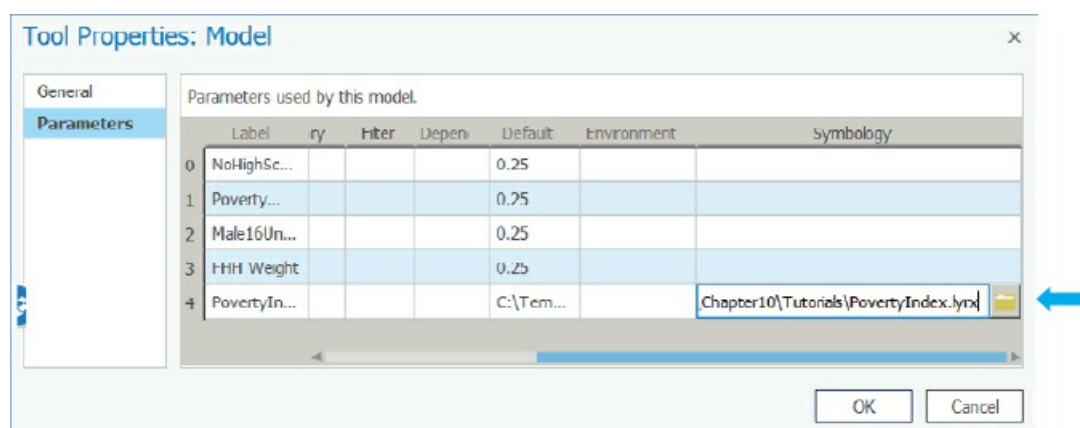 Tool Properties: Model ×
General
Parameters
Parameters used by this model.
Label ry Filter Depen Default Environment Symbology
0 NoHighSc... 0.25
1 Poverty... 0.25
2 Male16Un... 0.25
3 FHH Weight 0.25
4 PovertyIn... C:\Tem... Chapter10\Tutorials\PovertyIndex.lyrx
OK Cancel